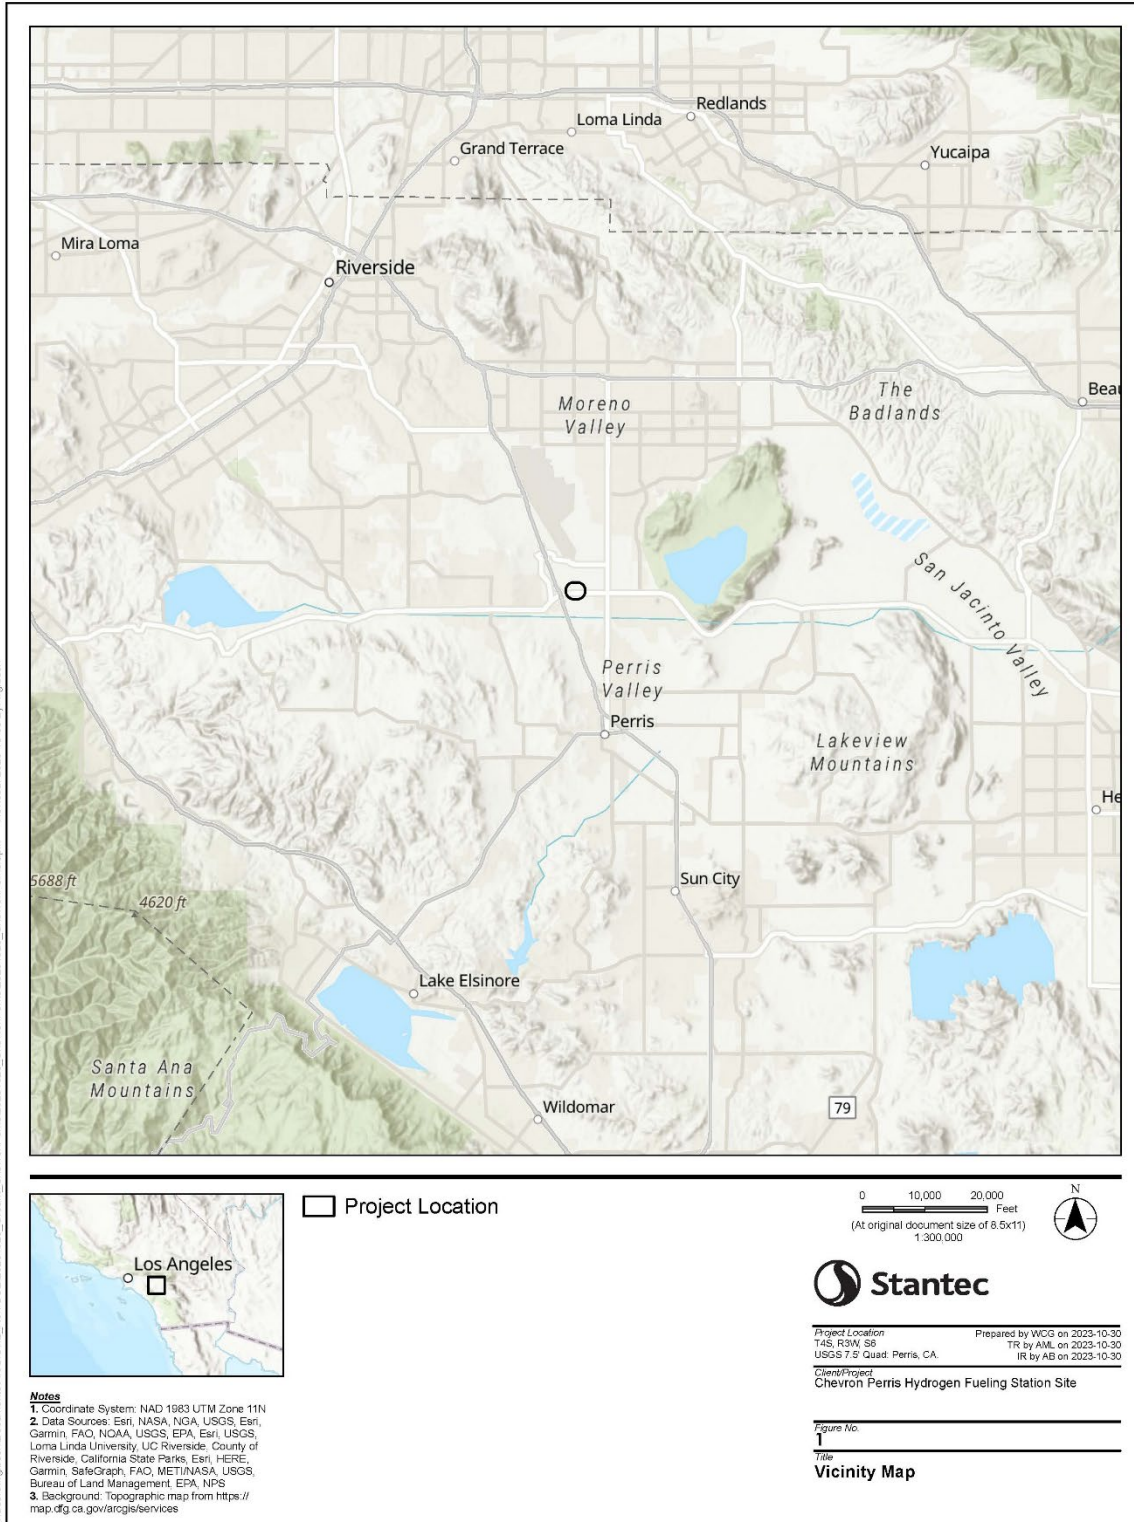 Redlands
Loma Linda
Grand Terrace
Yucaipa
Mira Loma
Riverside
Beau
Moreno
Valley
The
Badlands
San Jacinto Valley
Perris
Valley
Perris
Lakeview
Mountains
He
5688 ft
4620 ft
Sun City
Lake Elsinore
Santa Ana
Mountains
Wildomar
79
Los Angeles
Project Location
0 10,000 20,000
Feet
(At original document size of 8.5x11)
1:300,000
N
Stantec
Project Location
T4S, R3W, S6
USGS 7.5' Quad: Perris, CA.
Prepared by WCG on 2023-10-30
TR by AML on 2023-10-30
IR by AB on 2023-10-30
Client/Project
Chevron Perris Hydrogen Fueling Station Site
Figure No.
1
Title
Vicinity Map
Notes
1. Coordinate System: NAD 1983 UTM Zone 11N
2. Data Sources: Esri, NASA, NGA, USGS, Esri,
Garmin, FAO, NOAA, USGS, EPA, Esri, USGS,
Loma Linda University, UC Riverside, County of
Riverside, California State Parks, Esri, HERE,
Garmin, SafeGraph, FAO, METI/NASA, USGS,
Bureau of Land Management, EPA, NPS
3. Background: Topographic map from https://
map.dfg.ca.gov/arcgis/services